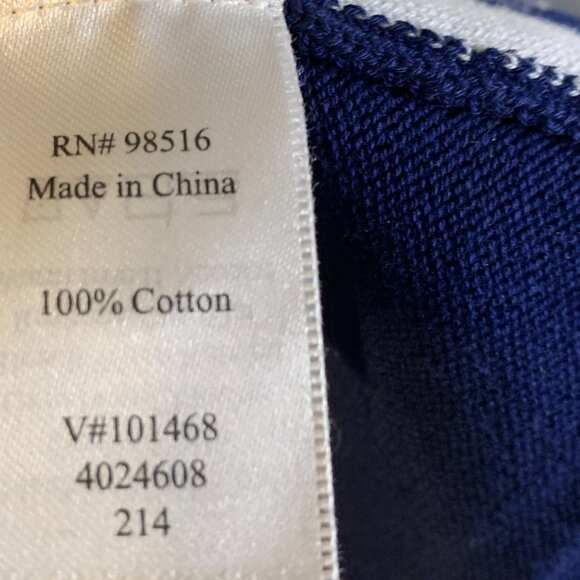 RN# 98516
Made in China
100% Cotton
V#101468
4024608
214